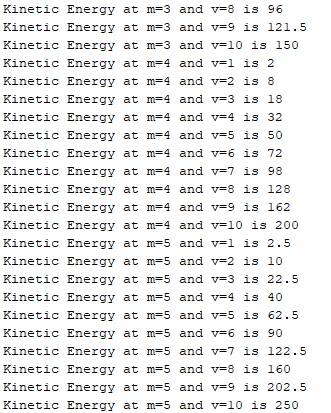 Kinetic Energy at m=3 and v=8 is 96
Kinetic Energy at m=3 and v=9 is 121.5
Kinetic Energy at m=3 and v=10 is 150
Kinetic Energy at m=4 and v=1 is 2
Kinetic Energy at m=4 and v=2 is 8
Kinetic Energy at m=4 and v=3 is 18
Kinetic Energy at m=4 and v=4 is 32
Kinetic Energy at m=4 and v=5 is 50
Kinetic Energy at m=4 and v=6 is 72
Kinetic Energy at m=4 and v=7 is 98
Kinetic Energy at m=4 and v=8 is 128
Kinetic Energy at m=4 and v=9 is 162
Kinetic Energy at m=4 and v=10 is 200
Kinetic Energy at m=5 and v=1 is 2.5
Kinetic Energy at m=5 and v=2 is 10
Kinetic Energy at m=5 and v=3 is 22.5
Kinetic Energy at m=5 and v=4 is 40
Kinetic Energy at m=5 and v=5 is 62.5
Kinetic Energy at m=5 and v=6 is 90
Kinetic Energy at m=5 and v=7 is 122.5
Kinetic Energy at m=5 and v=8 is 160
Kinetic Energy at m=5 and v=9 is 202.5
Kinetic Energy at m=5 and v=10 is 250